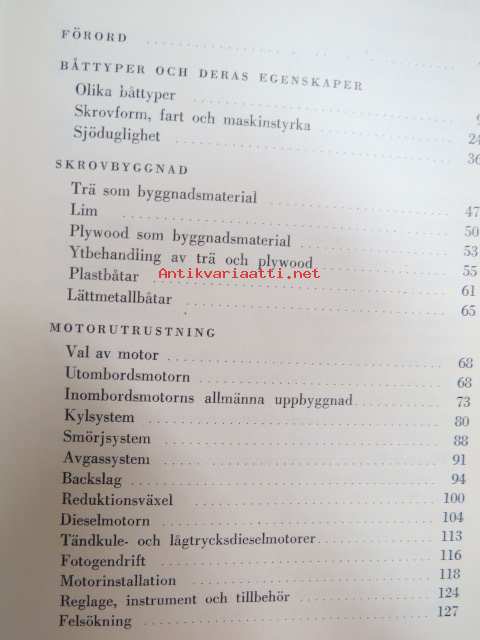 FÖRORD
BÅTTYPER OCH DERAS EGENSKAPER
Olika båttyper
Skrovform, fart och maskinstyrka 24
Sjöduglighet 36
SKROVBYGGNAD
Trä som byggnadsmaterial 47
Lim 50
Plywood som byggnadsmaterial 53
Ytbehandling av trä och plywood 55
Antikvariaatti.net
Plastbåtar 61
Lättmetallbåtar 65
MOTORUTRUSTNING
Val av motor 68
Utombordsmotorn 68
Inombordsmotorns allmänna uppbyggnad 73
Kylsystem 80
Smörjsystem 88
Avgassystem 91
Backslag 94
Reduktionsväxel 100
Dieselmotorn 104
Tändkule- och lågtrycksdieselmotorer 113
Fotogendrift 116
Motorinstallation 118
Reglage, instrument och tillbehör 124
Felsökning 127